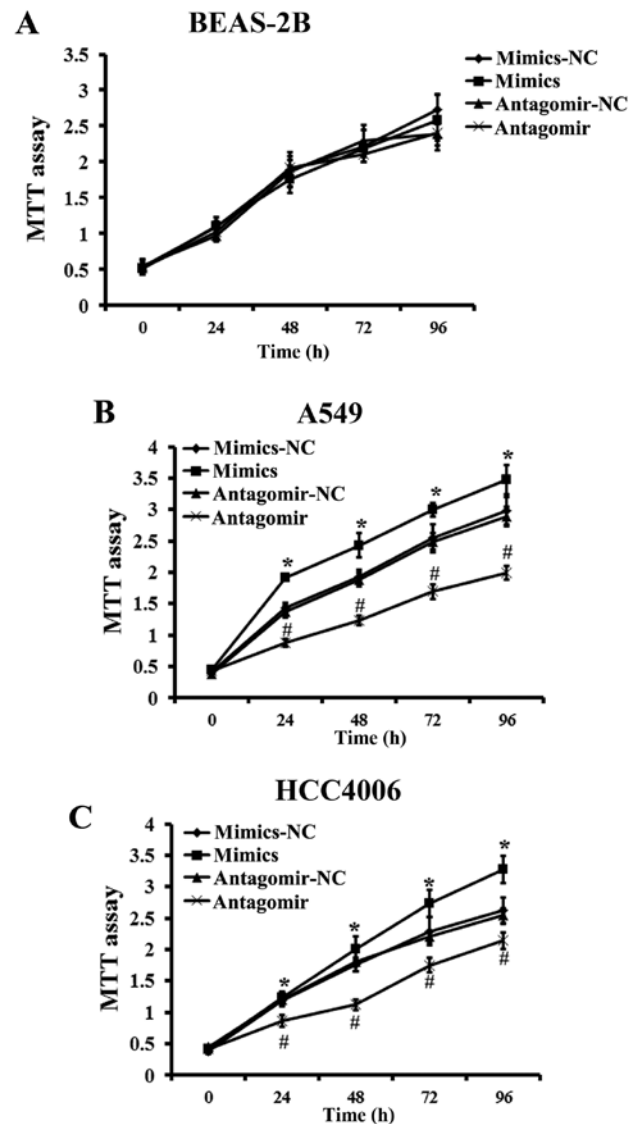 A
BEAS-2B
3.5
3
2.5
2
1.5
1
0.5
0
MTT assay
Mimics-NC
Mimics
Antagomir-NC
Antagomir
0 24 48 72 96
Time (h)
B
A549
4
3.5
3
2.5
2
1.5
1
0.5
0
MTT assay
Mimics-NC
Mimics
Antagomir-NC
Antagomir
* * * *
# # # #
0 24 48 72 96
Time (h)
HCC4006
C
4
3.5
3
2.5
2
1.5
1
0.5
0
MTT assay
Mimics-NC
Mimics
Antagomir-NC
Antagomir
* * * *
# # # #
0 24 48 72 96
Time (h)